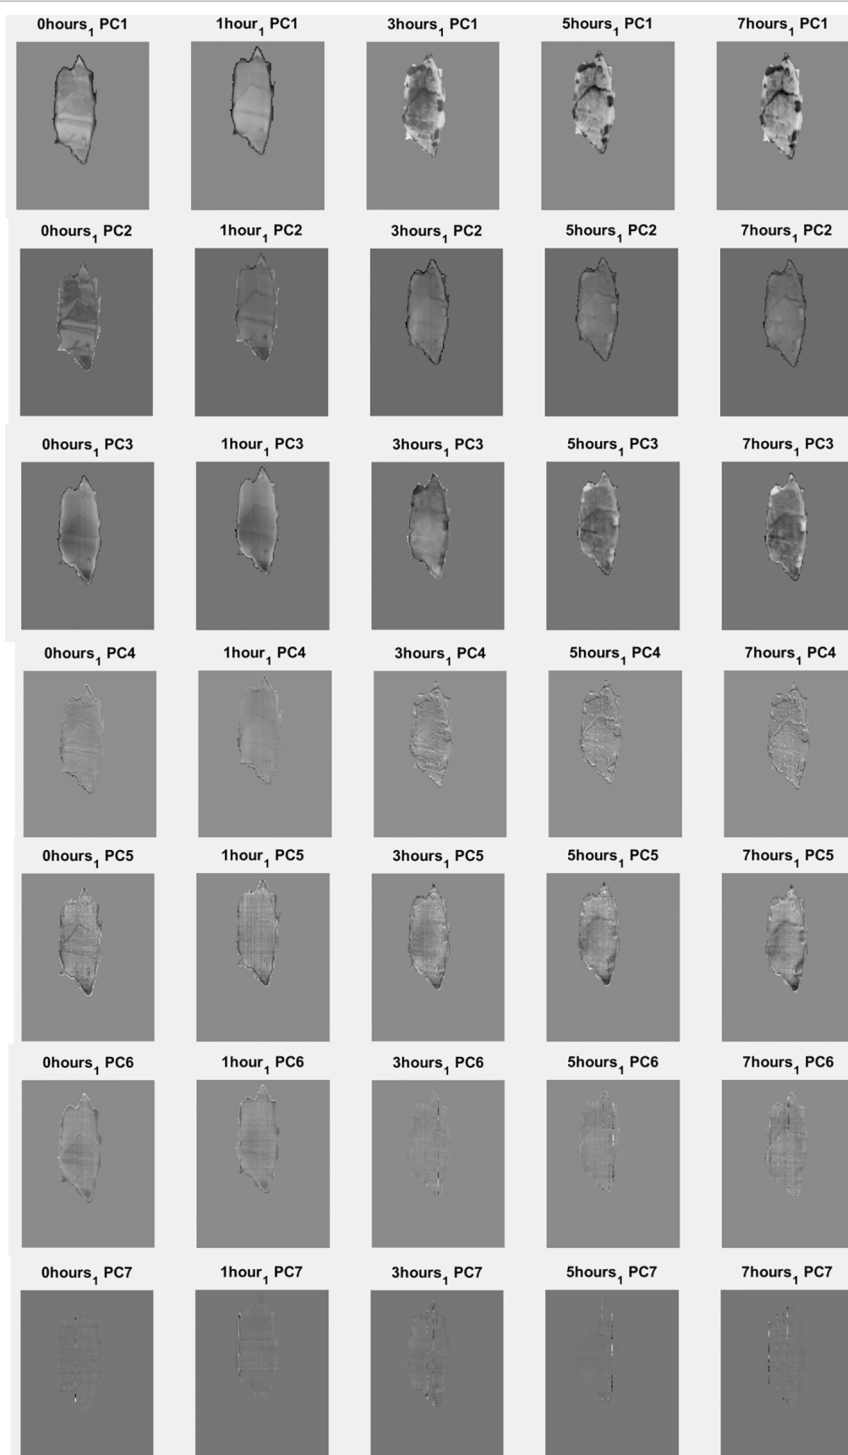 0hours₁ PC1 1hour₁ PC1 3hours₁ PC1 5hours₁ PC1 7hours₁ PC1
0hours₁ PC2 1hour₁ PC2 3hours₁ PC2 5hours₁ PC2 7hours₁ PC2
0hours₁ PC3 1hour₁ PC3 3hours₁ PC3 5hours₁ PC3 7hours₁ PC3
0hours₁ PC4 1hour₁ PC4 3hours₁ PC4 5hours₁ PC4 7hours₁ PC4
0hours₁ PC5 1hour₁ PC5 3hours₁ PC5 5hours₁ PC5 7hours₁ PC5
0hours₁ PC6 1hour₁ PC6 3hours₁ PC6 5hours₁ PC6 7hours₁ PC6
0hours₁ PC7 1hour₁ PC7 3hours₁ PC7 5hours₁ PC7 7hours₁ PC7